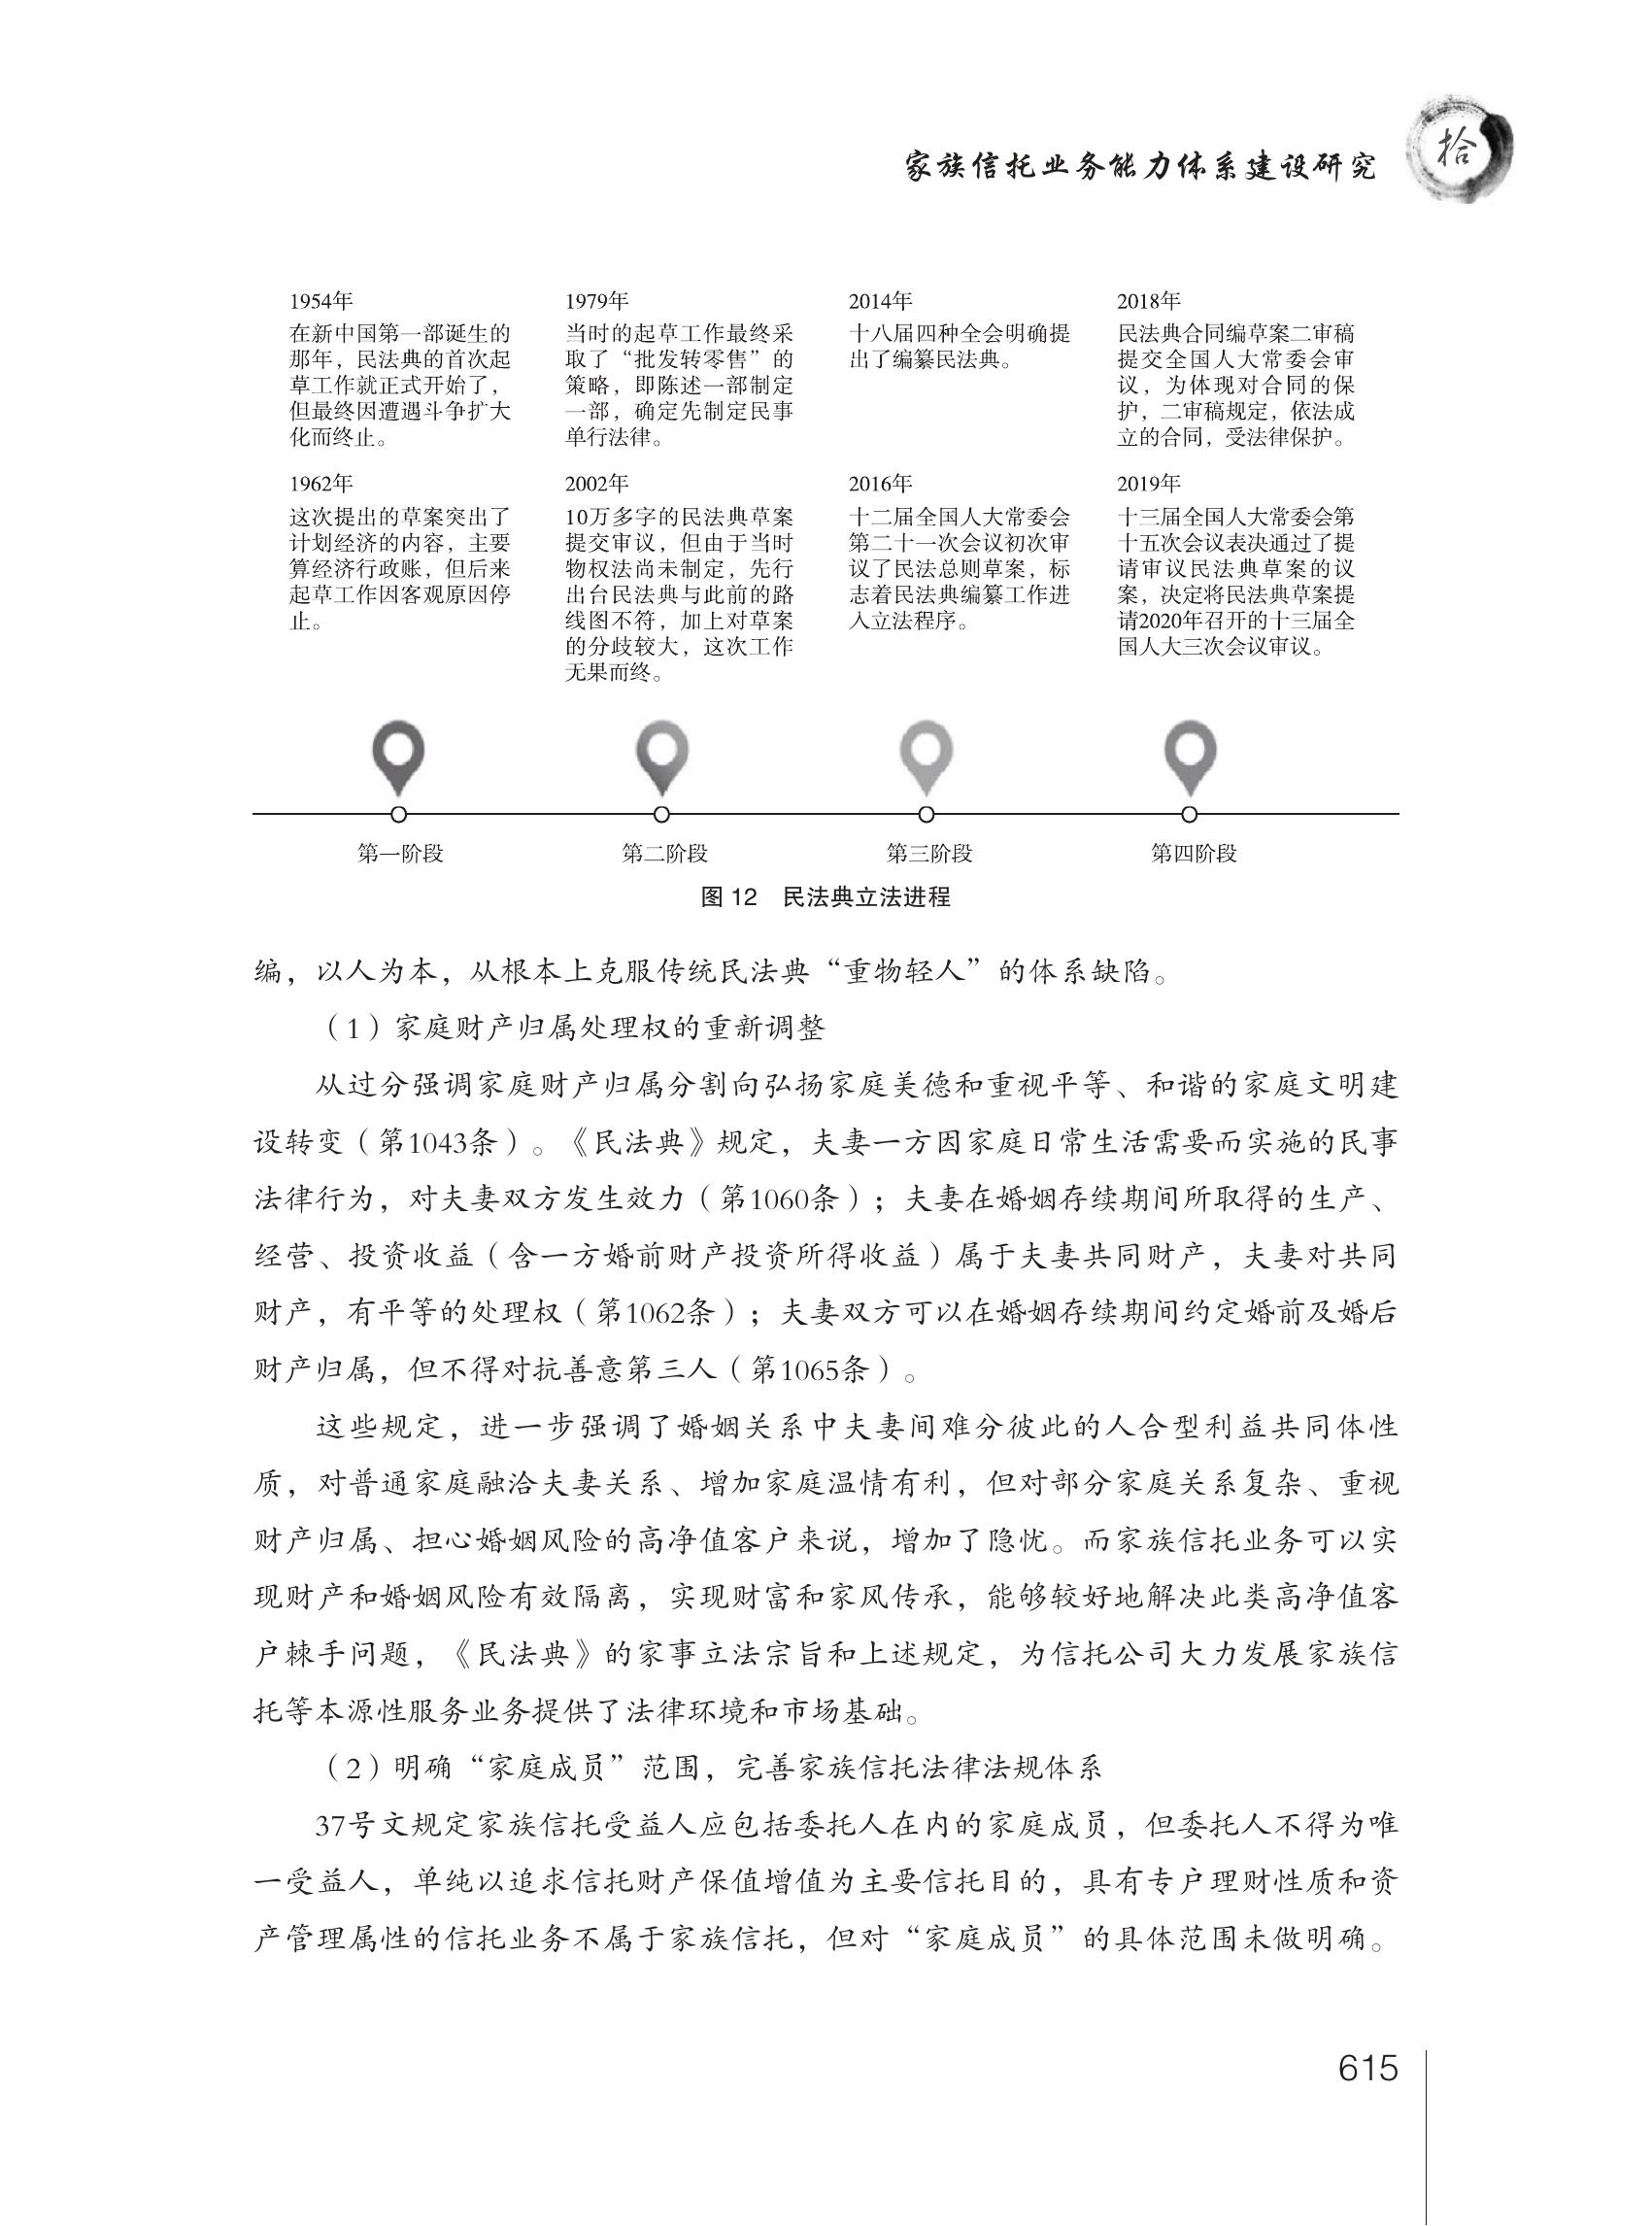 家族信托业务能力体系建设研究
拾
1954年
在新中国第一部诞生的
那年，民法典的首次起
草工作就正式开始了，
但最终因遭遇斗争扩大
化而终止。
1962年
这次提出的草案突出了
计划经济的内容，主要
算经济行政账，但后来
起草工作因客观原因停
止。
1979年
当时的起草工作最终采
取了“批发转零售”的
策略，即陈述一部制定
一部，确定先制定民事
单行法律。
2002年
10万多字的民法典草案
提交审议，但由于当时
物权法尚未制定，先行
出台民法典与此前的路
线图不符，加上对草案
的分歧较大，这次工作
无果而终。
2014年
十八届四种全会明确提
出了编纂民法典。
2016年
十二届全国人大常委会
第二十一次会议初次审
议了民法总则草案，标
志着民法典编纂工作进
入立法程序。
2018年
民法典合同编草案二审稿
提交全国人大常委会审
议，为体现对合同的保
护，二审稿规定，依法成
立的合同，受法律保护。
2019年
十三届全国人大常委会第
十五次会议表决通过了提
请审议民法典草案的议
案，决定将民法典草案提
请2020年召开的十三届全
国人大三次会议审议。
第一阶段
第二阶段
第三阶段
第四阶段
图 12 民法典立法进程
编，以人为本，从根本上克服传统民法典“重物轻人”的体系缺陷。
（1）家庭财产归属处理权的重新调整
从过分强调家庭财产归属分割向弘扬家庭美德和重视平等、和谐的家庭文明建
设转变（第1043条）。《民法典》规定，夫妻一方因家庭日常生活需要而实施的民事
法律行为，对夫妻双方发生效力（第1060条）；夫妻在婚姻存续期间所取得的生产、
经营、投资收益（含一方婚前财产投资所得收益）属于夫妻共同财产，夫妻对共同
财产，有平等的处理权（第1062条）；夫妻双方可以在婚姻存续期间约定婚前及婚后
财产归属，但不得对抗善意第三人（第1065条）。
这些规定，进一步强调了婚姻关系中夫妻间难分彼此的人合型利益共同体性
质，对普通家庭融洽夫妻关系、增加家庭温情有利，但对部分家庭关系复杂、重视
财产归属、担心婚姻风险的高净值客户来说，增加了隐忧。而家族信托业务可以实
现财产和婚姻风险有效隔离，实现财富和家风传承，能够较好地解决此类高净值客
户棘手问题，《民法典》的家事立法宗旨和上述规定，为信托公司大力发展家族信
托等本源性服务业务提供了法律环境和市场基础。
（2）明确“家庭成员”范围，完善家族信托法律法规体系
37号文规定家族信托受益人应包括委托人在内的家庭成员，但委托人不得为唯
一受益人，单纯以追求信托财产保值增值为主要信托目的，具有专户理财性质和资
产管理属性的信托业务不属于家族信托，但对“家庭成员”的具体范围未做明确。
615